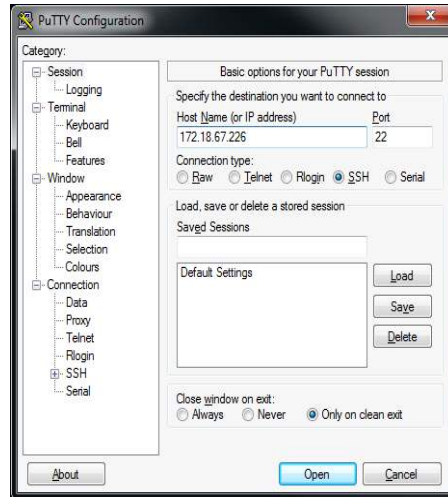 PuTTY Configuration
Category:
Session
Logging
Terminal
Keyboard
Bell
Features
Window
Appearance
Behaviour
Translation
Selection
Colours
Connection
Data
Proxy
Telnet
Rlogin
SSH
Serial
Basic options for your PuTTY session
Specify the destination you want to connect to
Host Name (or IP address) Port
172.18.67.226 22
Connection type:
Raw Telnet Rlogin SSH Serial
Load, save or delete a stored session
Saved Sessions
Default Settings
Load
Save
Delete
Close window on exit:
Always Never Only on clean exit
About Open Cancel